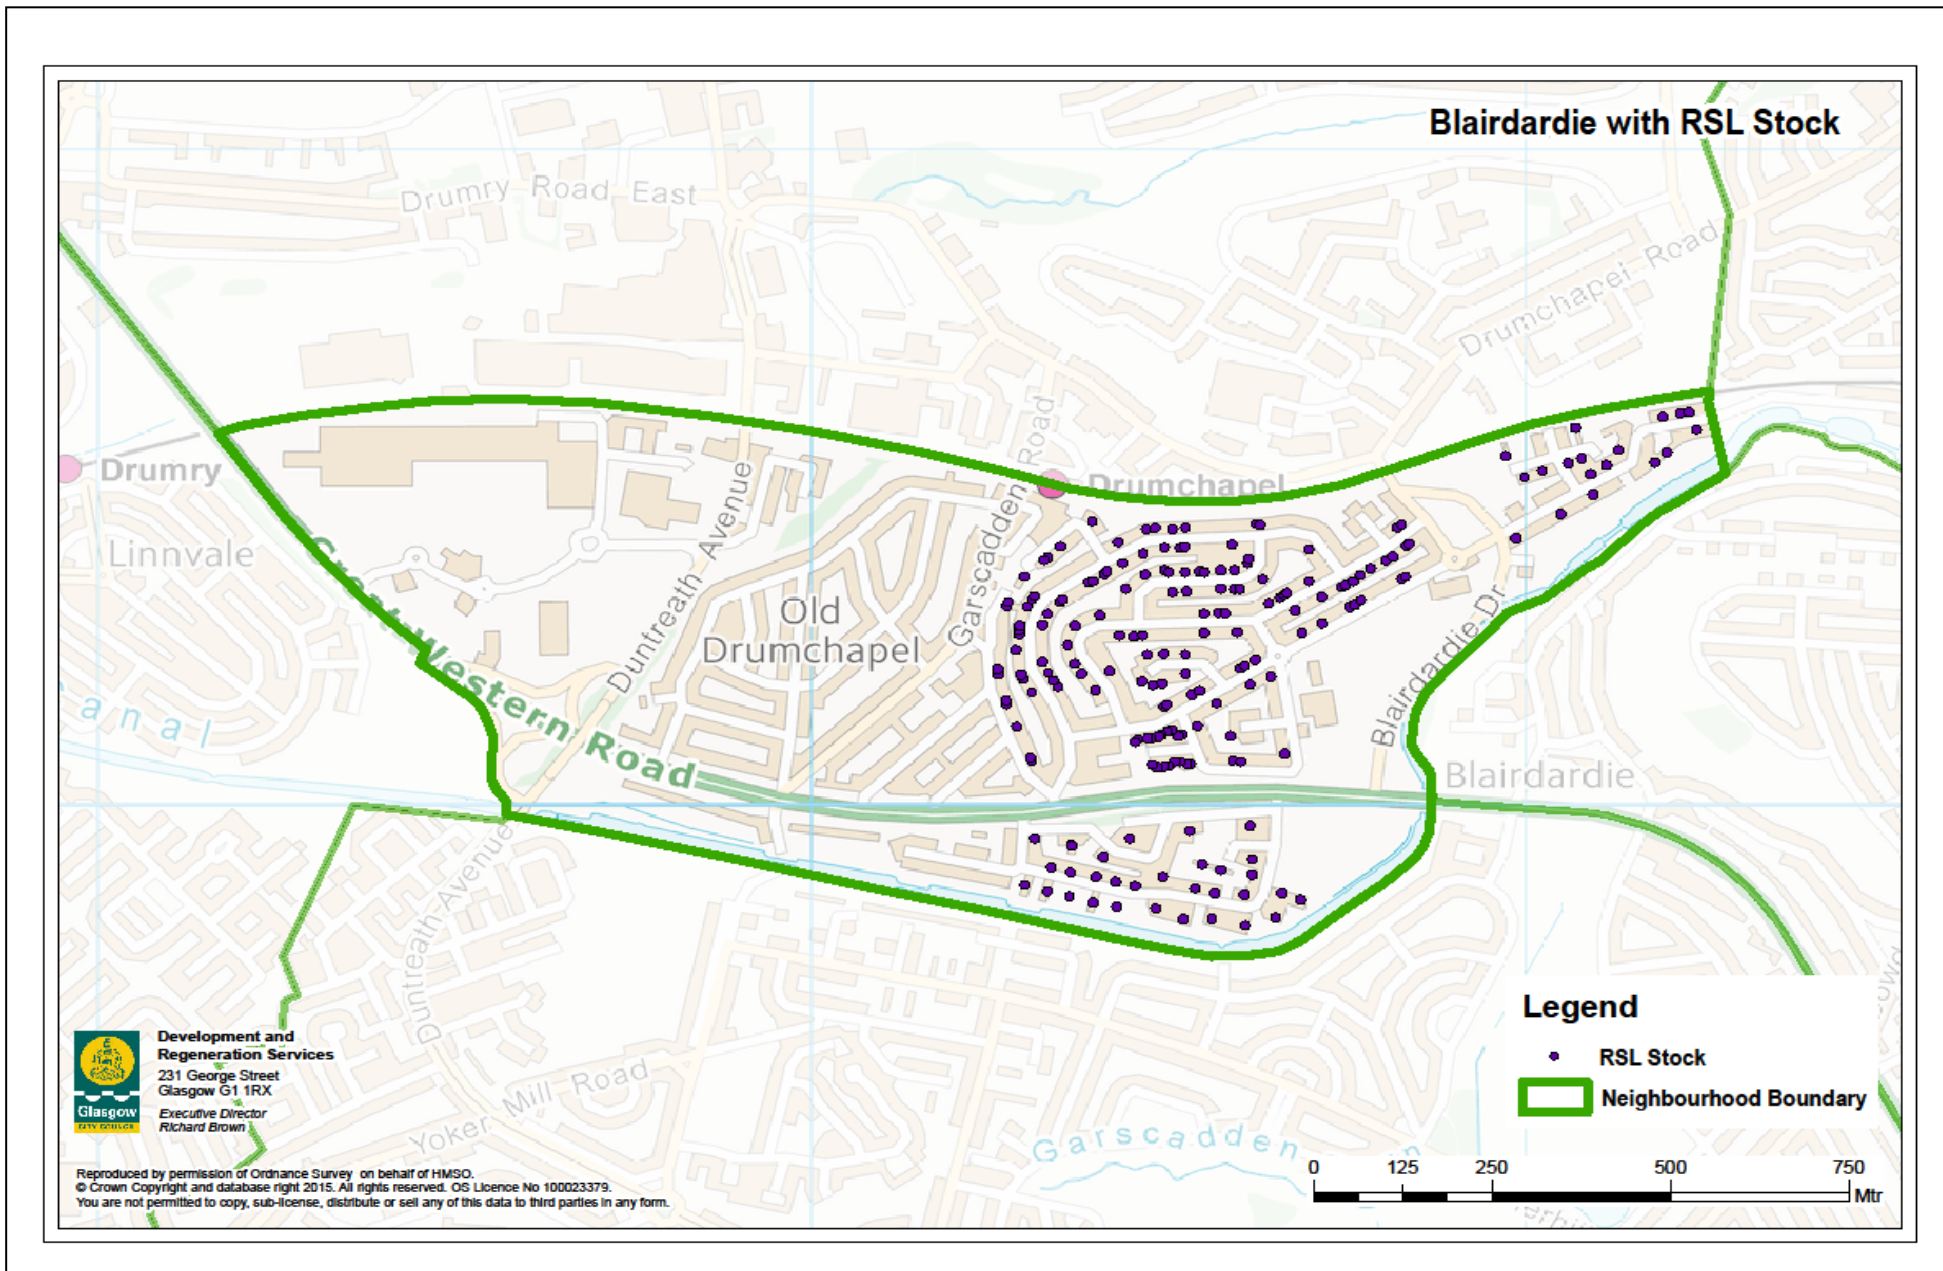 Blairdardie with RSL Stock
Drumry Road East
Drumchapel Road
Garscadden Road
Drumry
Drumchapel
Linnvale
Great Western Road
Duntreath Avenue
Old
Drumchapel
Blairdardie Dr
Blairdardie
anal
Duntreath Avenue
Yoker Mill Road
Garscadden
Legend
RSL Stock
Neighbourhood Boundary
0 125 250 500 750
Mtr
Development and
Regeneration Services
231 George Street
Glasgow G1 1RX
Executive Director
Richard Brown
Glasgow
CITY COUNCIL
Reproduced by permission of Ordnance Survey on behalf of HMSO.
© Crown Copyright and database right 2015. All rights reserved. OS Licence No 100023379.
You are not permitted to copy, sub-license, distribute or sell any of this data to third parties in any form.